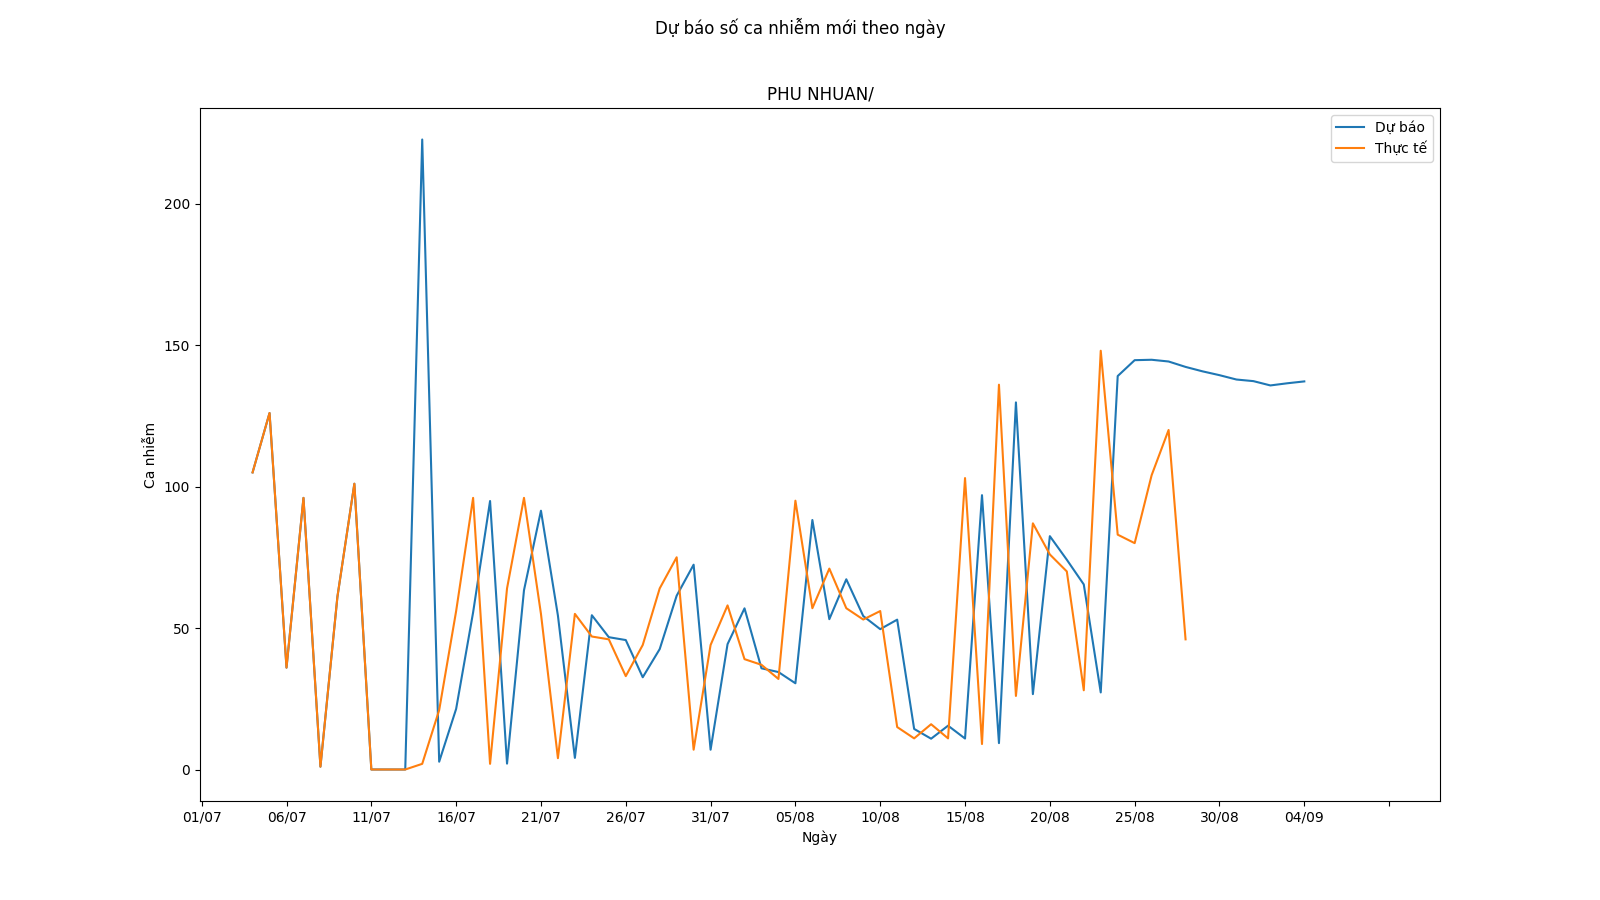 Dự báo số ca nhiễm mới theo ngày
PHU NHUAN/
Dự báo
Thực tế
200
150
100
50
0
Ca nhiễm
01/07 06/07 11/07 16/07 21/07 26/07 31/07 05/08 10/08 15/08 20/08 25/08 30/08 04/09
Ngày